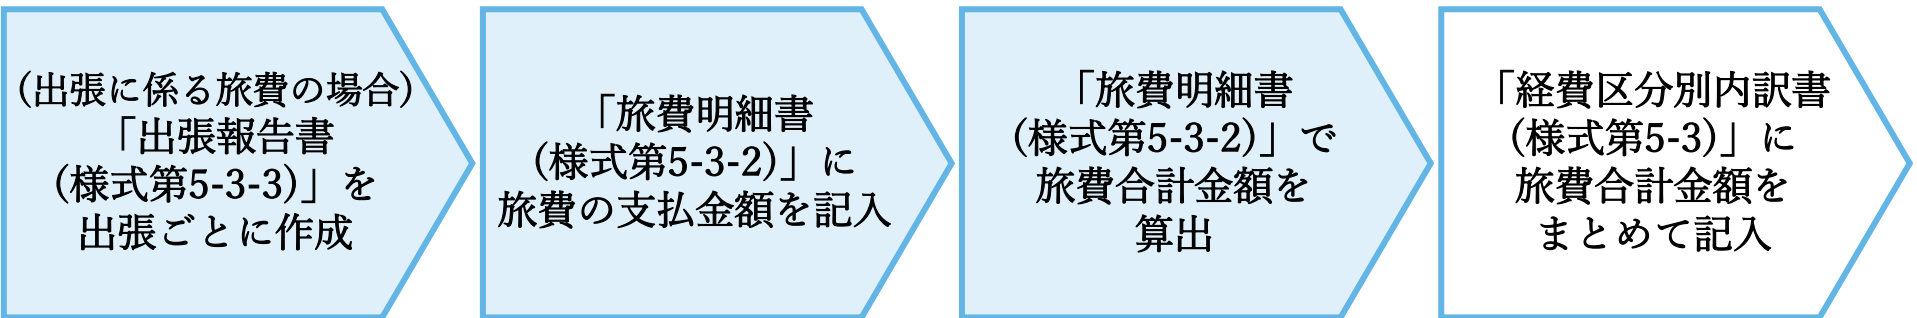 (出張に係る旅費の場合)
「出張報告書
(様式第5-3-3)」を
出張ごとに作成
「旅費明細書
(様式第5-3-2)」に
旅費の支払金額を記入
「旅費明細書
(様式第5-3-2)」で
旅費合計金額を
算出
「経費区分別内訳書
(様式第5-3)」に
旅費合計金額を
まとめて記入